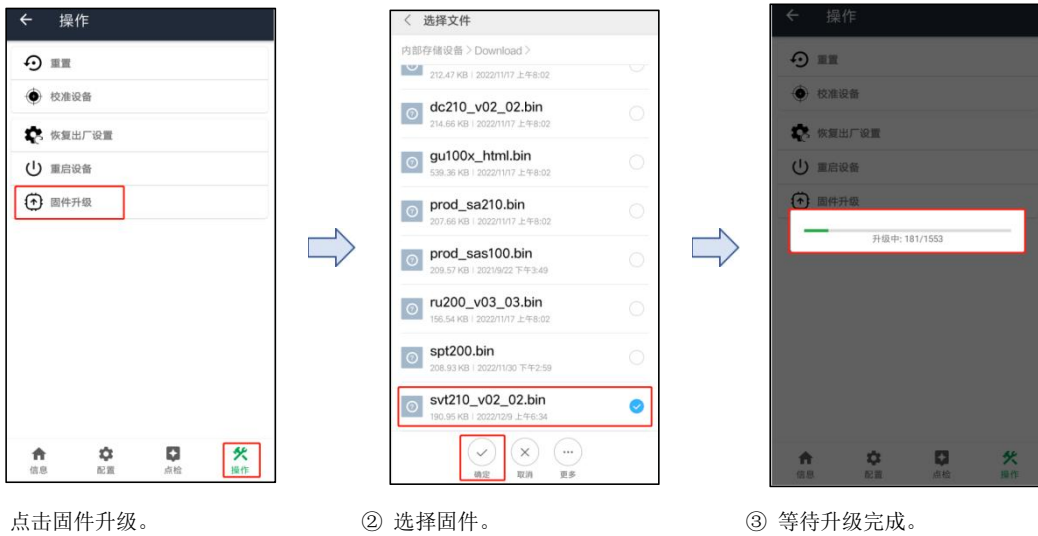 操作
重置
校准设备
恢复出厂设置
重启设备
固件升级
信息
配置
点检
操作
点击固件升级。
选择文件
内部存储设备 > Download >
212.47 KB | 2022/11/17 上午8:02
dc210_v02_02.bin
214.66 KB | 2022/11/17 上午8:02
gu100x_html.bin
539.36 KB | 2022/11/17 上午8:02
prod_sa210.bin
207.66 KB | 2022/11/17 上午8:02
prod_sas100.bin
209.57 KB | 2021/9/22 下午3:49
ru200_v03_03.bin
156.54 KB | 2022/11/17 上午8:02
spt200.bin
208.93 KB | 2022/11/30 下午2:59
svt210_v02_02.bin
190.95 KB | 2022/12/9 上午6:34
确定
取消
更多
② 选择固件。
操作
重置
校准设备
恢复出厂设置
重启设备
固件升级
升级中: 181/1553
信息
配置
点检
操作
③ 等待升级完成。